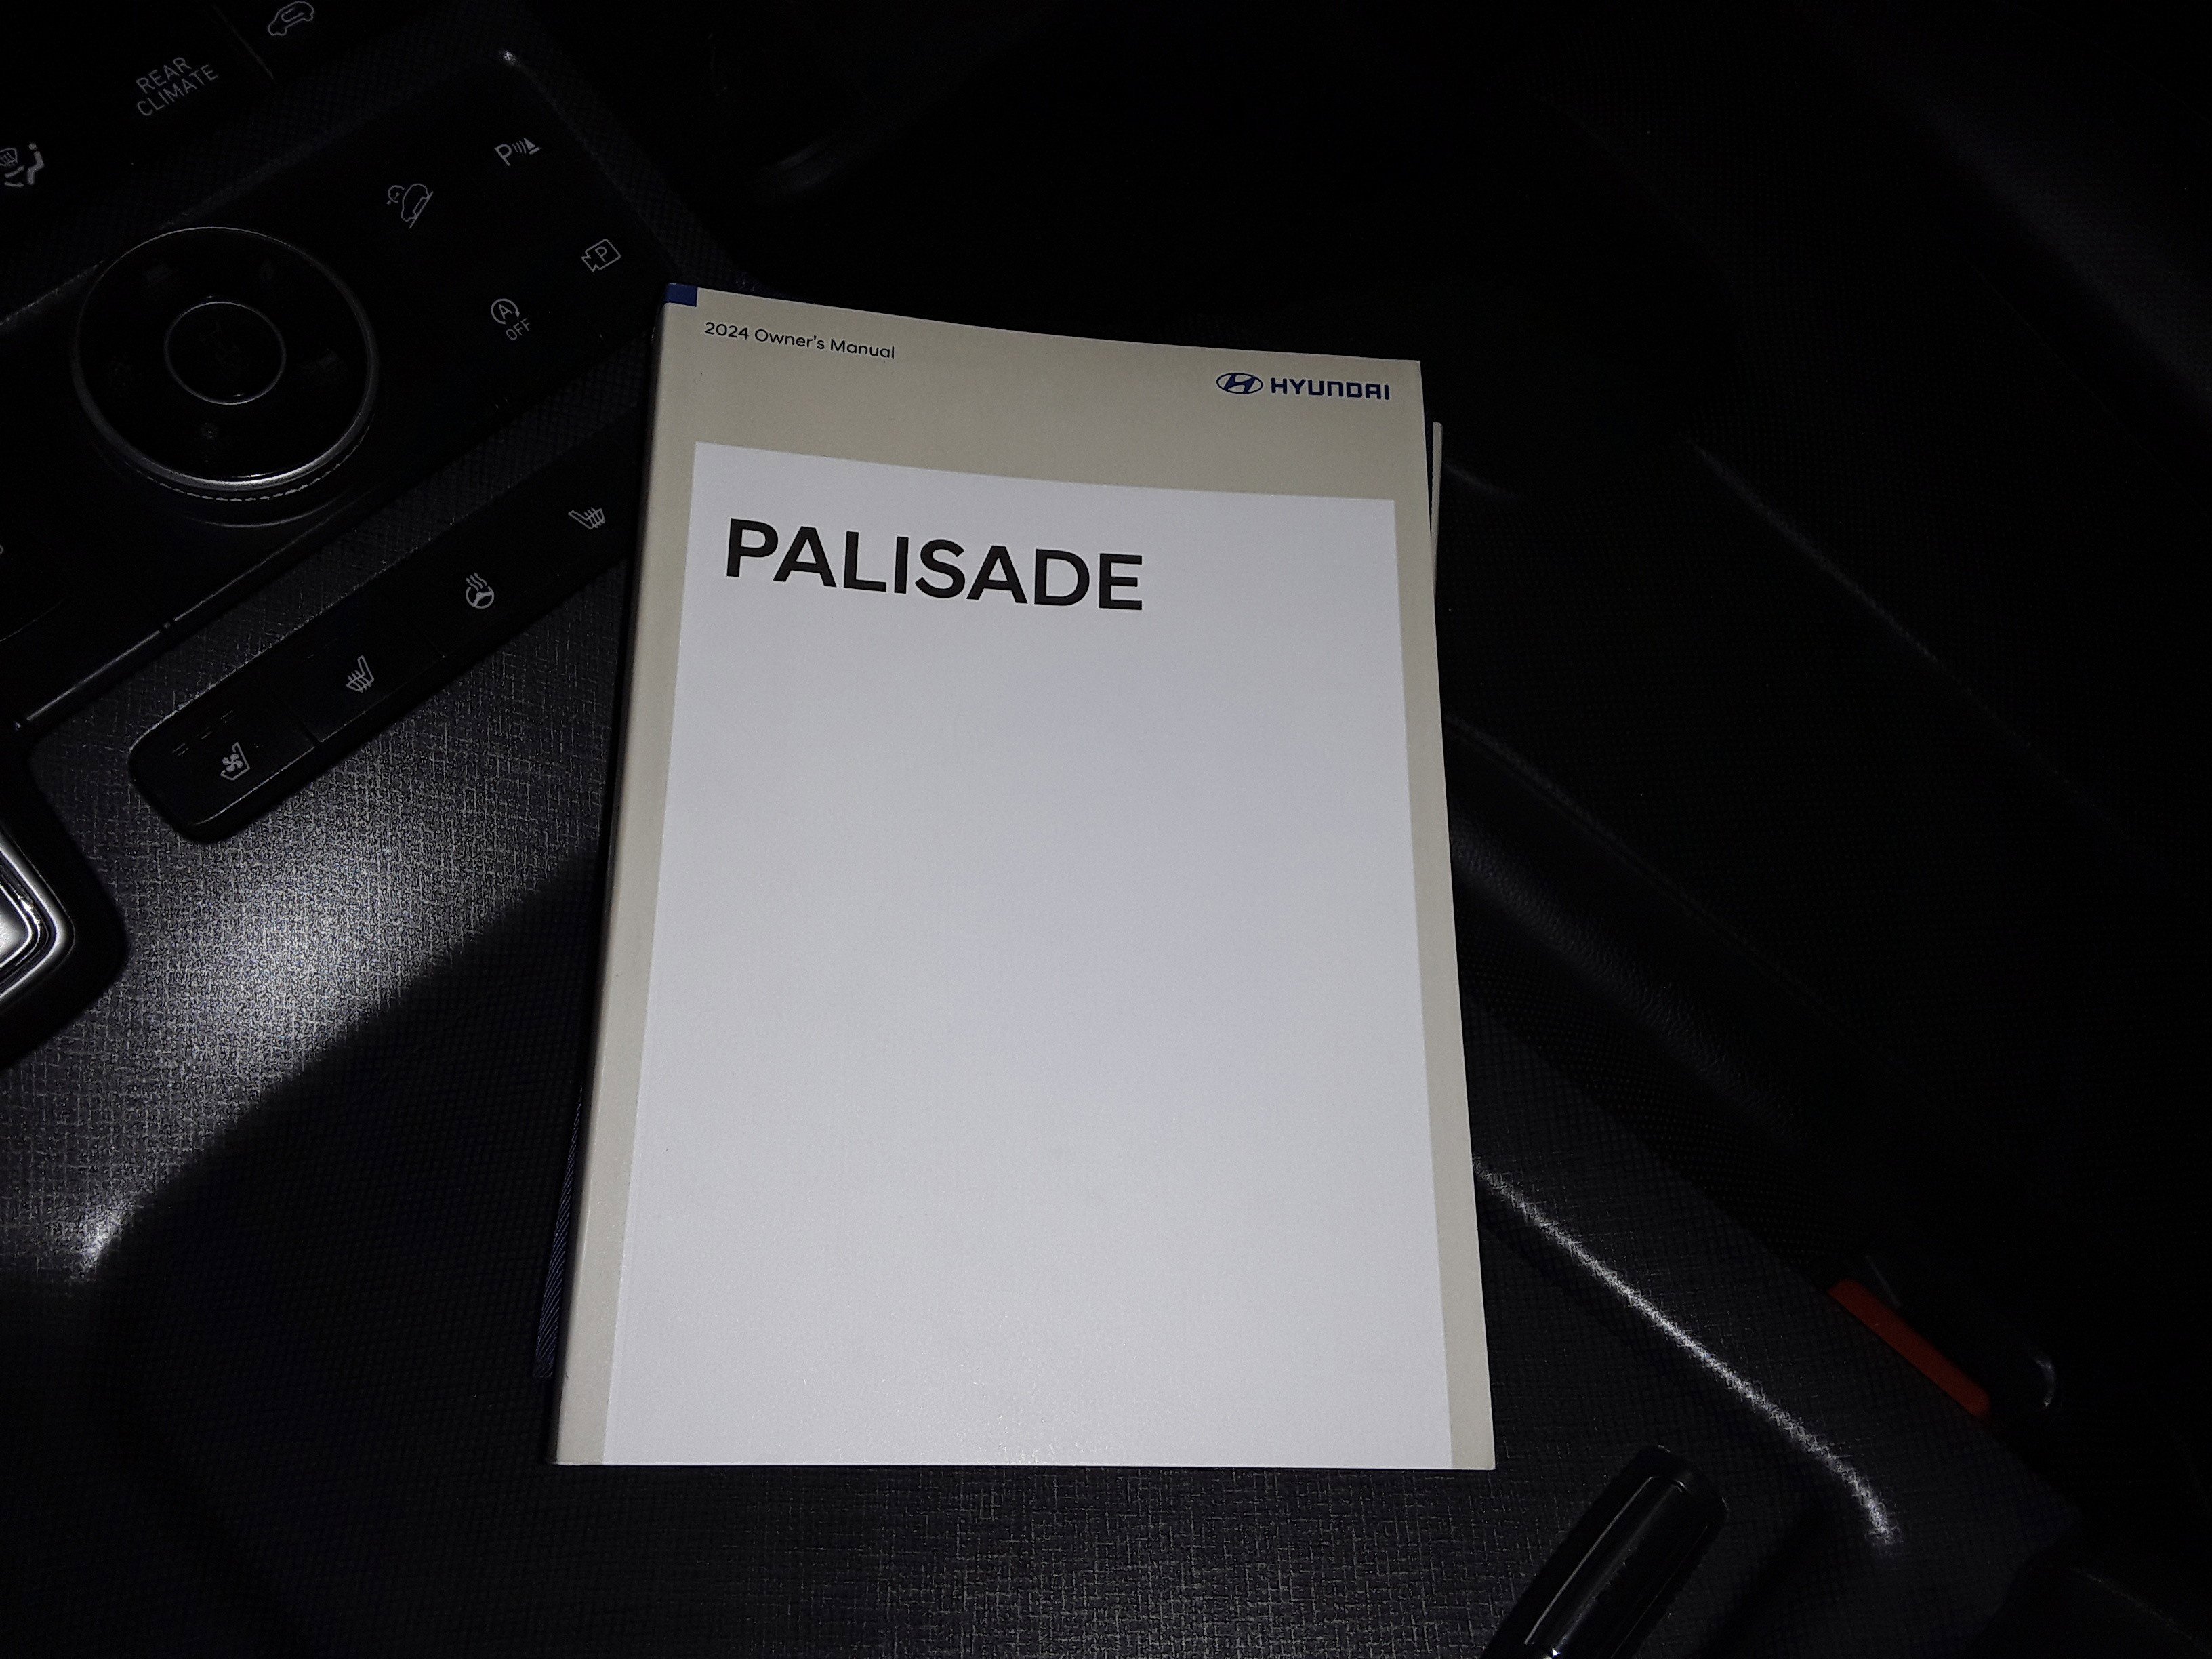 REAR
CLIMATE
P
P
A
OFF
2024 Owner's Manual
HYUNDAI
PALISADE